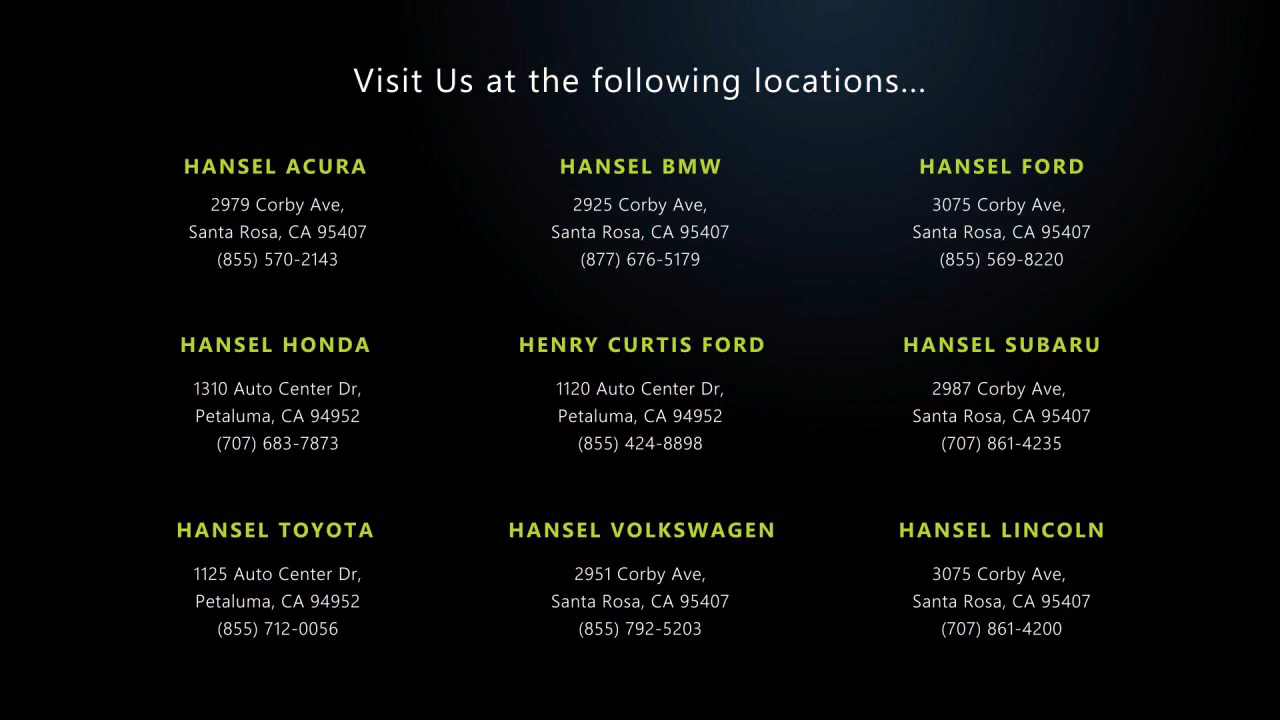 Visit Us at the following locations...
HANSEL ACURA
2979 Corby Ave,
Santa Rosa, CA 95407
(855) 570-2143
HANSEL BMW
2925 Corby Ave,
Santa Rosa, CA 95407
(877) 676-5179
HANSEL FORD
3075 Corby Ave,
Santa Rosa, CA 95407
(855) 569-8220
HANSEL HONDA
1310 Auto Center Dr,
Petaluma, CA 94952
(707) 683-7873
HENRY CURTIS FORD
1120 Auto Center Dr,
Petaluma, CA 94952
(855) 424-8898
HANSEL SUBARU
2987 Corby Ave,
Santa Rosa, CA 95407
(707) 861-4235
HANSEL TOYOTA
1125 Auto Center Dr,
Petaluma, CA 94952
(855) 712-0056
HANSEL VOLKSWAGEN
2951 Corby Ave,
Santa Rosa, CA 95407
(855) 792-5203
HANSEL LINCOLN
3075 Corby Ave,
Santa Rosa, CA 95407
(707) 861-4200